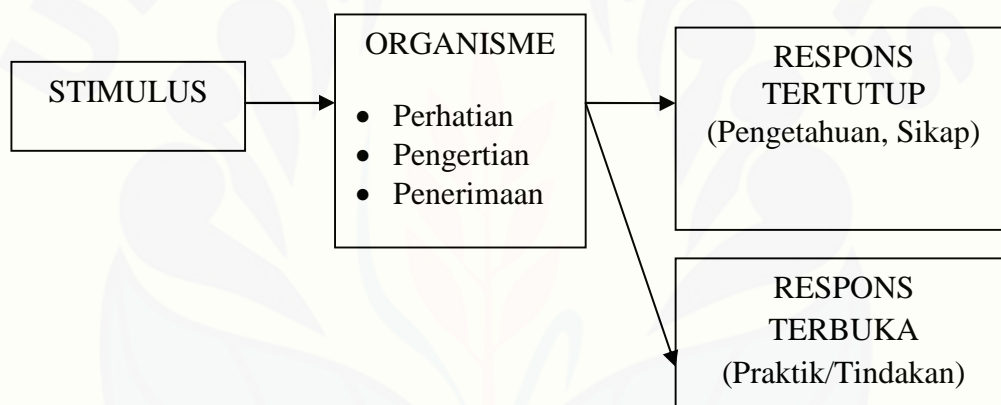 STIMULUS
ORGANISME
• Perhatian
• Pengertian
• Penerimaan
RESPONS
TERTUTUP
(Pengetahuan, Sikap)
RESPONS
TERBUKA
(Praktik/Tindakan)